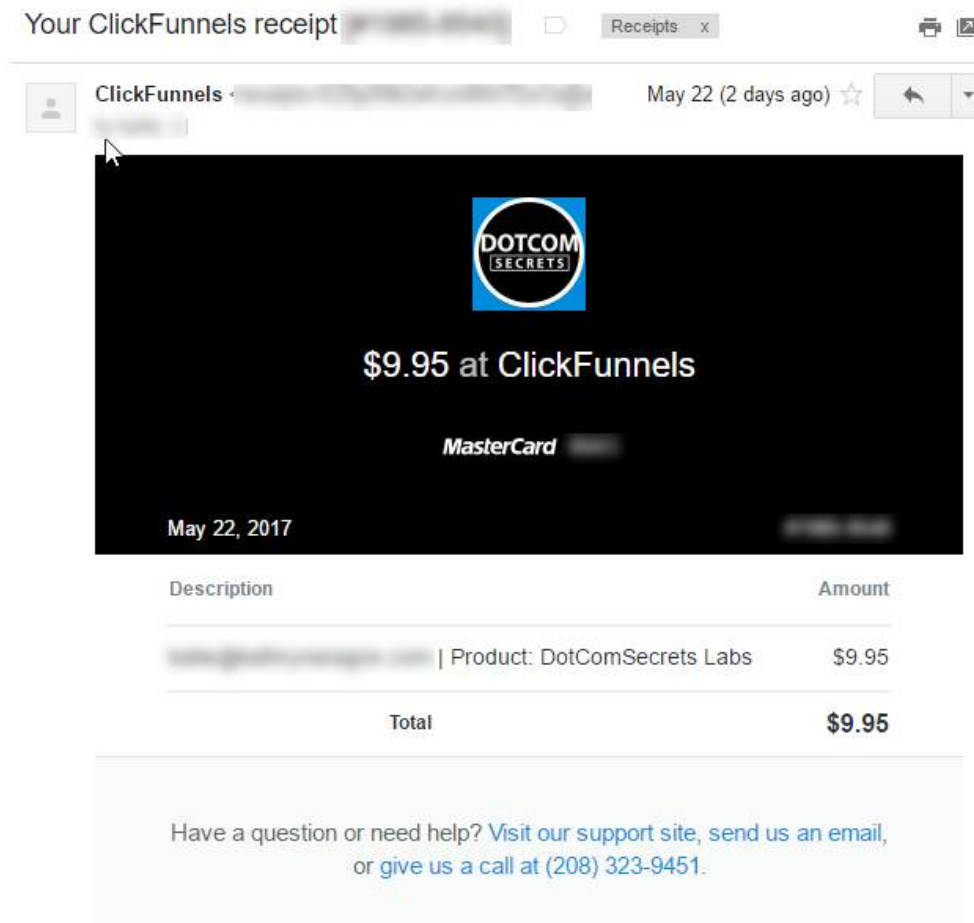 Your ClickFunnels receipt
Receipts x
ClickFunnels
May 22 (2 days ago)
DOTCOM
SECRETS
$9.95 at ClickFunnels
MasterCard
May 22, 2017
Description Amount
| Product: DotComSecrets Labs $9.95
Total $9.95
Have a question or need help? Visit our support site, send us an email,
or give us a call at (208) 323-9451.